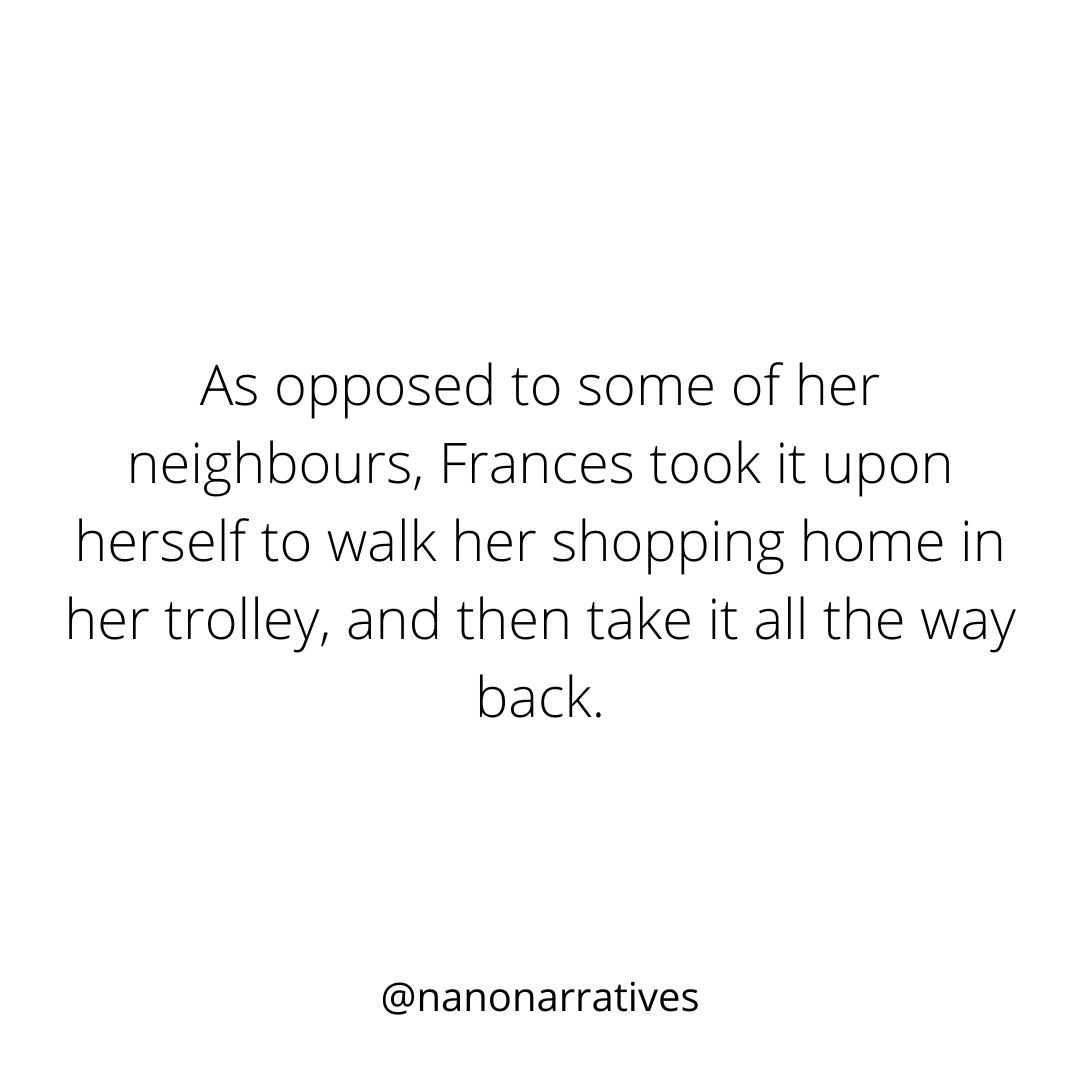 As opposed to some of her
neighbours, Frances took it upon
herself to walk her shopping home in
her trolley, and then take it all the way
back.
@nanonarratives